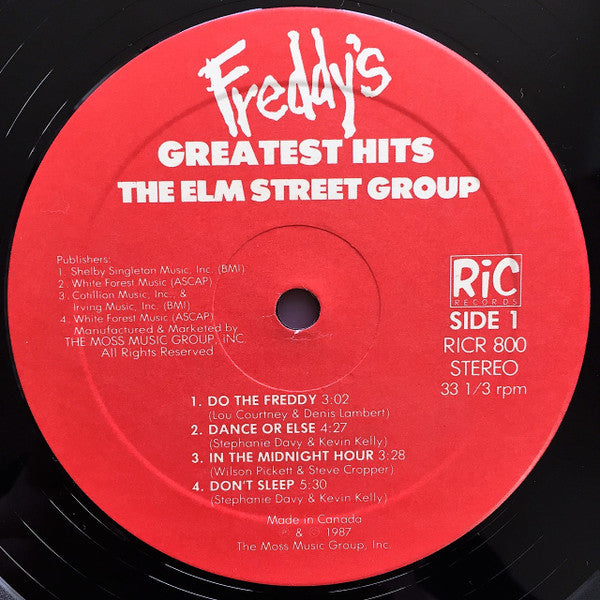 Freddy's
GREATEST HITS
THE ELM STREET GROUP
Publishers:
1. Shelby Singleton Music, Inc. (BMI)
2. White Forest Music (ASCAP)
3. Cotillion Music, Inc. &
Irving Music, Inc. (BMI)
4. White Forest Music (ASCAP)
Manufactured & Marketed by
THE MOSS MUSIC GROUP, INC.
All Rights Reserved
RiC
RECORDS
SIDE 1
RICR 800
STEREO
33 1/3 rpm
1. DO THE FREDDY 3:02
(Lou Courtney & Denis Lambert)
2. DANCE OR ELSE 4:27
(Stephanie Davy & Kevin Kelly)
3. IN THE MIDNIGHT HOUR 3:28
(Wilson Pickett & Steve Cropper)
4. DON'T SLEEP 5:30
(Stephanie Davy & Kevin Kelly)
Made in Canada
℗ & © 1987
The Moss Music Group, Inc.